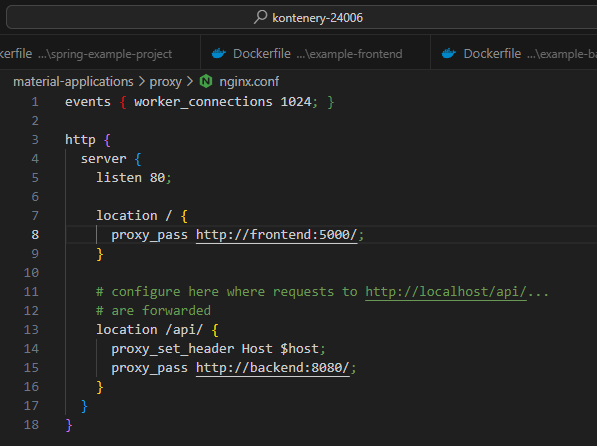 kontenery-24006
kerfile ...\spring-example-project
Dockerfile ...\example-frontend
Dockerfile ...\example-ba
material-applications > proxy > nginx.conf
1 events { worker_connections 1024; }
2
3 http {
4 server {
5 listen 80;
6
7 location / {
8 proxy_pass http://frontend:5000/;
9 }
10
11 # configure here where requests to http://localhost/api/...
12 # are forwarded
13 location /api/ {
14 proxy_set_header Host $host;
15 proxy_pass http://backend:8080/;
16 }
17 }
18 }